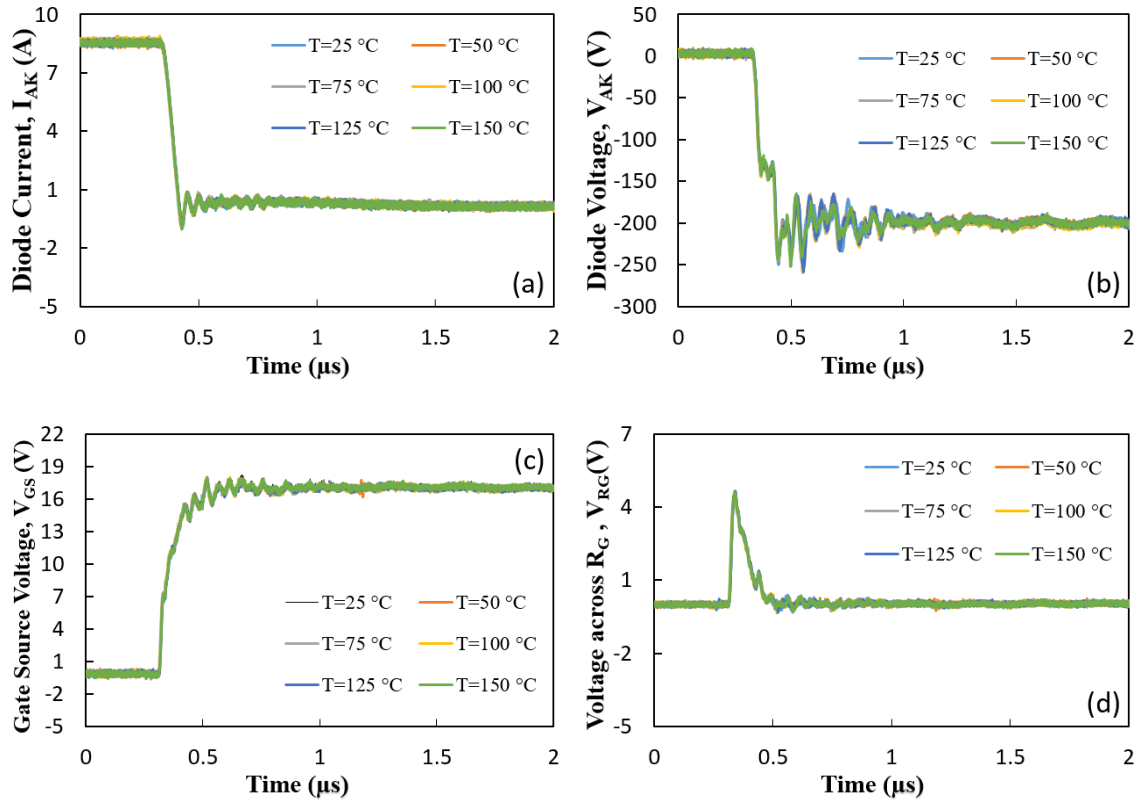 Diode Current, I_AK (A)
10
7
4
1
-2
-5
T=25 °C
T=50 °C
T=75 °C
T=100 °C
T=125 °C
T=150 °C
(a)
0
0.5
1
1.5
2
Time (μs)
Diode Voltage, V_AK (V)
50
0
-50
-100
-150
-200
-250
-300
T=25 °C
T=50 °C
T=75 °C
T=100 °C
T=125 °C
T=150 °C
(b)
0
0.5
1
1.5
2
Time (μs)
Gate Source Voltage, V_GS (V)
22
19
16
13
10
7
4
1
-2
-5
(c)
T=25 °C
T=50 °C
T=75 °C
T=100 °C
T=125 °C
T=150 °C
0
0.5
1
1.5
2
Time (μs)
Voltage across R_G , V_RG(V)
7
4
1
-2
-5
T=25 °C
T=50 °C
T=75 °C
T=100 °C
T=125 °C
T=150 °C
(d)
0
0.5
1
1.5
2
Time (μs)